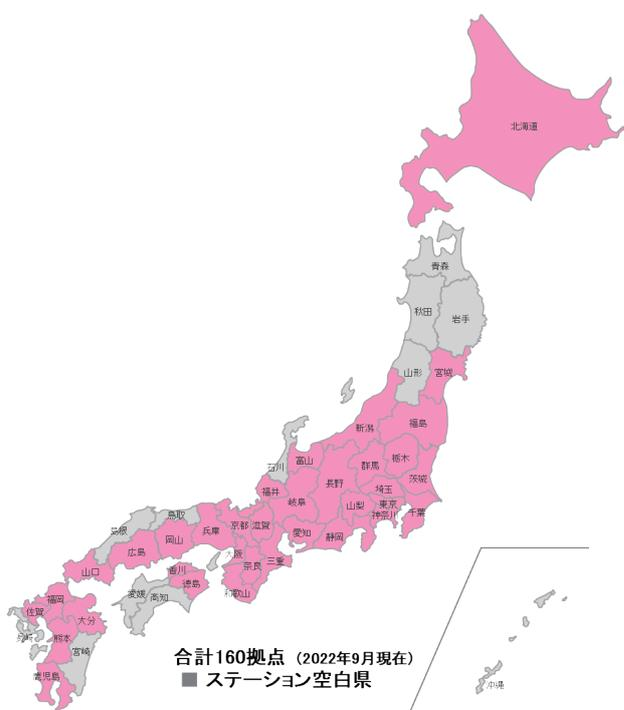 北海道
青森
秋田
岩手
山形
宮城
新潟
福島
石川
富山
群馬
栃木
福井
長野
茨城
岐阜
埼玉
山梨
東京
神奈川
千葉
島根
鳥取
兵庫
京都
滋賀
愛知
静岡
岡山
広島
大阪
三重
奈良
山口
香川
徳島
和歌山
愛媛
高知
福岡
佐賀
大分
長崎
熊本
宮崎
鹿児島
沖縄
合計160拠点 (2022年9月現在)
ステーション空白県